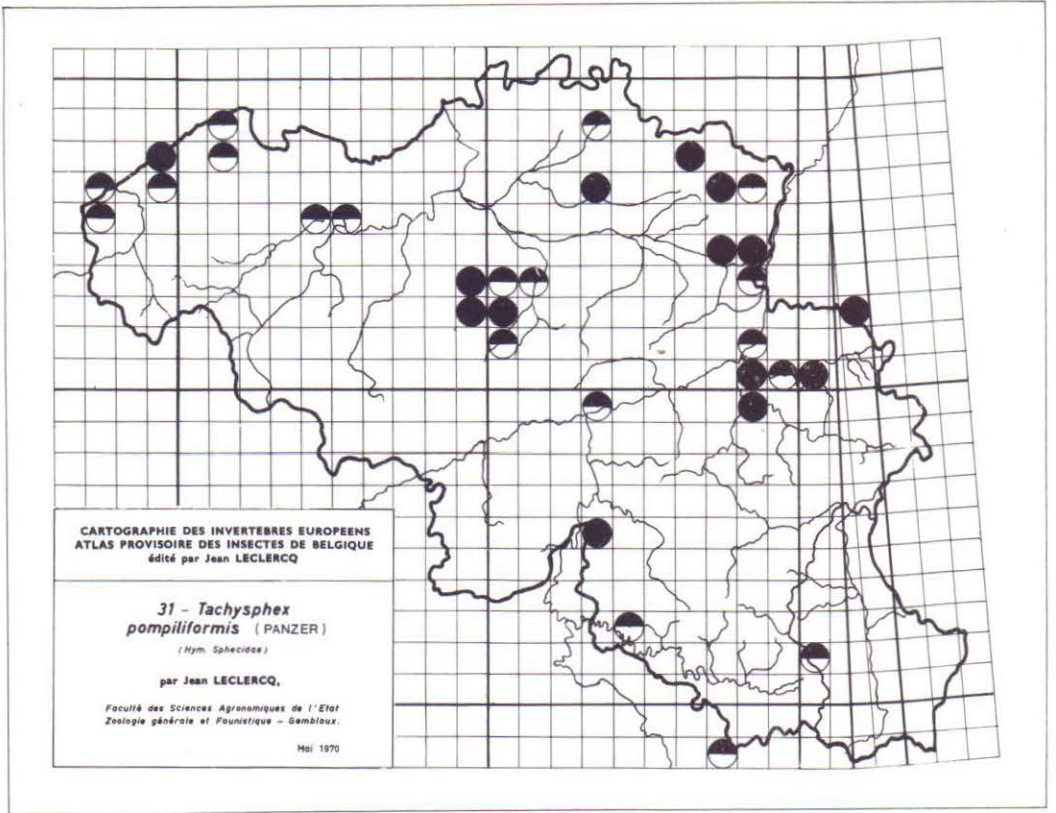 CARTOGRAPHIE DES INVERTEBRES EUROPEENS
ATLAS PROVISOIRE DES INSECTES DE BELGIQUE
édité par Jean LECLERCQ
31 – Tachysphex
pompiliformis (PANZER)
(Hym. Sphecidae)
par Jean LECLERCQ,
Faculté des Sciences Agronomiques de l'Etat
Zoologie générale et Faunistique – Gembloux.
Mai 1970